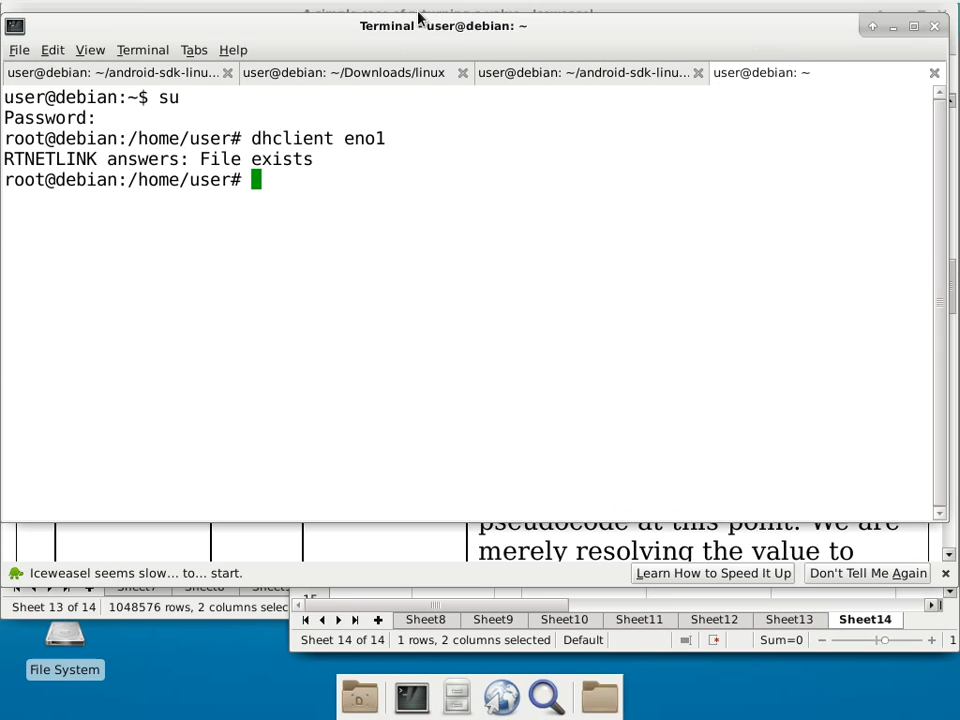 Terminal - user@debian: ~
File Edit View Terminal Tabs Help
user@debian: ~/android-sdk-linu... user@debian: ~/Downloads/linux user@debian: ~/android-sdk-linu... user@debian: ~
user@debian:~$ su
Password:
root@debian:/home/user# dhclient eno1
RTNETLINK answers: File exists
root@debian:/home/user#
pseudocode at this point. We are
merely resolving the value to
Iceweasel seems slow... to... start. Learn How to Speed It Up Don't Tell Me Again
Sheet 13 of 14 1048576 rows, 2 columns selec
15
Sheet8 Sheet9 Sheet10 Sheet11 Sheet12 Sheet13 Sheet14
Sheet 14 of 14 1 rows, 2 columns selected Default Sum=0 1
File System